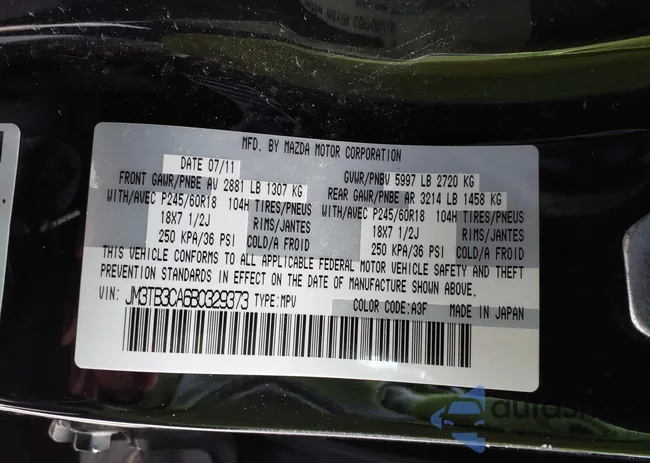 MFD. BY MAZDA MOTOR CORPORATION
DATE 07/11 GVWR/PNBV 5997 LB 2720 KG
FRONT GAWR/PNBE AV 2881 LB 1307 KG REAR GAWR/PNBE AR 3214 LB 1458 KG
WITH/AVEC P245/60R18 104H TIRES/PNEUS WITH/AVEC P245/60R18 104H TIRES/PNEUS
18X7 1/2J RIMS/JANTES 18X7 1/2J RIMS/JANTES
250 KPA/36 PSI COLD/A FROID 250 KPA/36 PSI COLD/A FROID
THIS VEHICLE CONFORMS TO ALL APPLICABLE FEDERAL MOTOR VEHICLE SAFETY AND THEFT
PREVENTION STANDARDS IN EFFECT ON THE DATE OF MANUFACTURE SHOWN ABOVE.
VIN: JM3TB3CA6B0329373 TYPE:MPV COLOR CODE:A3F MADE IN JAPAN